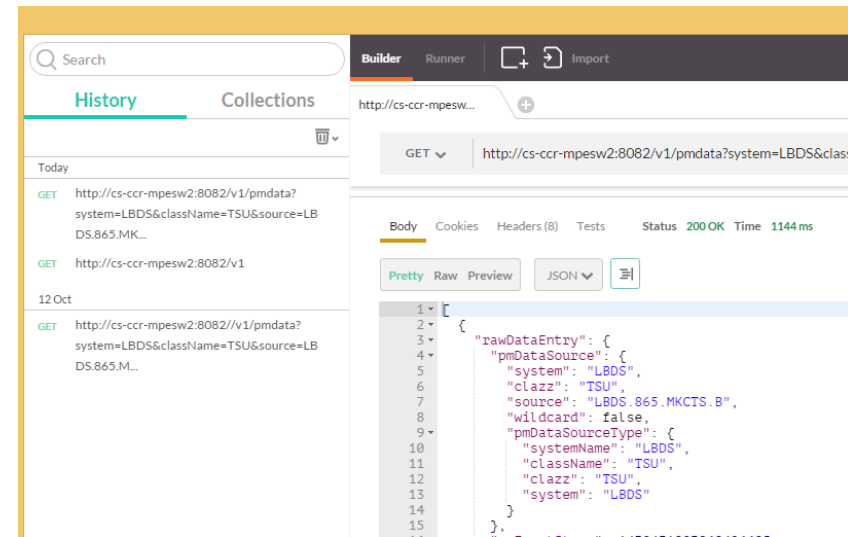 Search
History Collections
Today
GET http://cs-ccr-mpesw2:8082/v1/pmdata?
system=LBDS&className=TSU&source=LB
DS.865.MK...
GET http://cs-ccr-mpesw2:8082/v1
12 Oct
GET http://cs-ccr-mpesw2:8082//v1/pmdata?
system=LBDS&className=TSU&source=LB
DS.865.M...
Builder Runner Import
http://cs-ccr-mpesw...
GET http://cs-ccr-mpesw2:8082/v1/pmdata?system=LBDS&clas
Body Cookies Headers (8) Tests Status 200 OK Time 1144 ms
Pretty Raw Preview JSON
1 [
2 {
3 "rawDataEntry": {
4 "pmDataSource": {
5 "system": "LBDS",
6 "clazz": "TSU",
7 "source": "LBDS.865.MKCTS.B",
8 "wildcard": false,
9 "pmDataSourceType": {
10 "systemName": "LBDS",
11 "className": "TSU",
12 "clazz": "TSU",
13 "system": "LBDS"
14 }
15 },